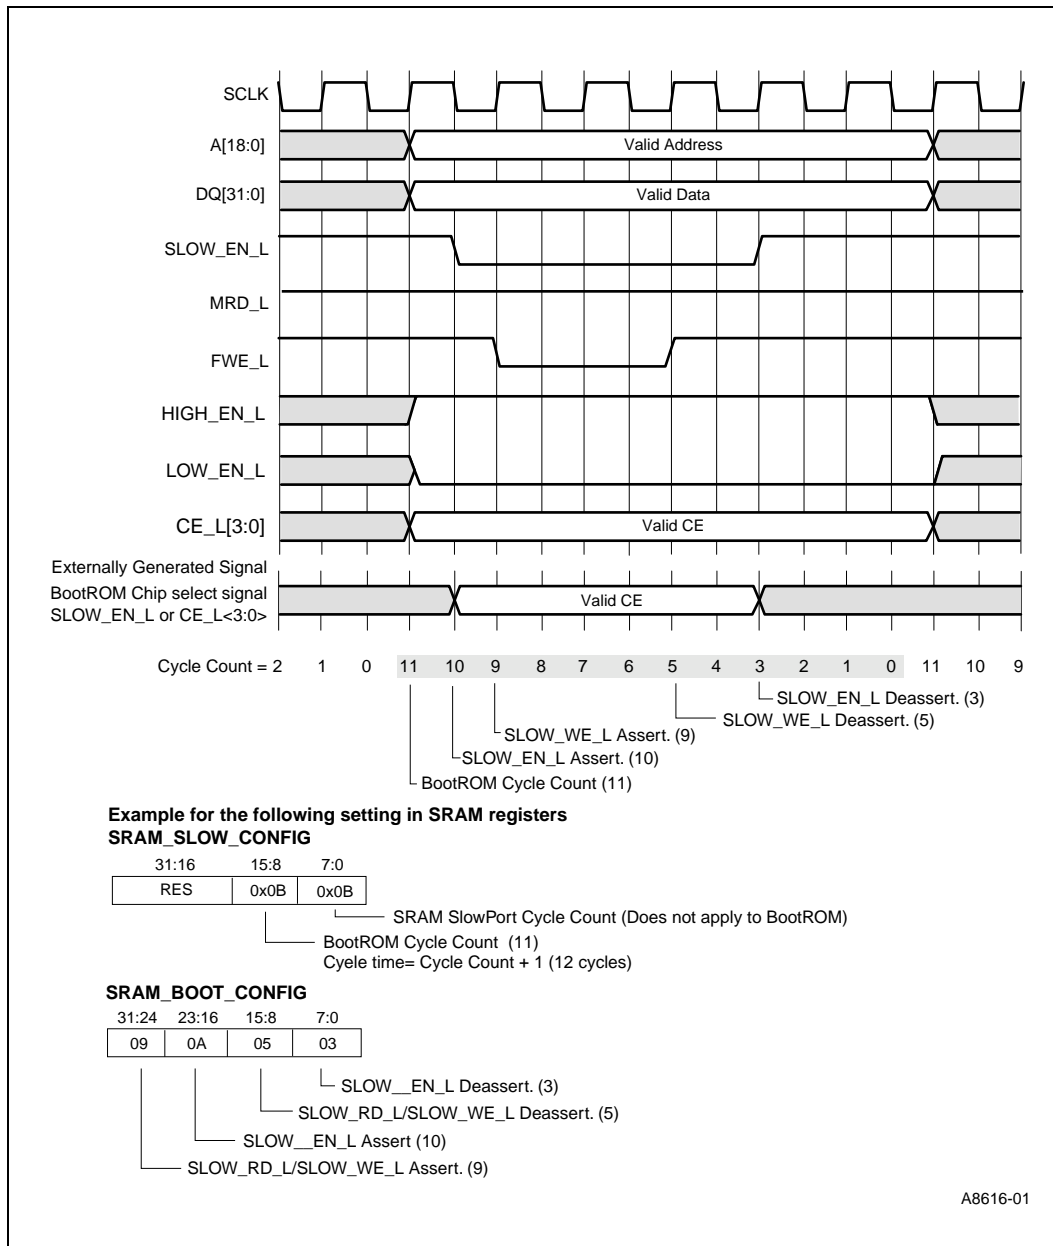 SCLK
A[18:0]
Valid Address
DQ[31:0]
Valid Data
SLOW_EN_L
MRD_L
FWE_L
HIGH_EN_L
LOW_EN_L
CE_L[3:0]
Valid CE
Externally Generated Signal
BootROM Chip select signal
SLOW_EN_L or CE_L<3:0>
Valid CE
Cycle Count = 2 1 0 11 10 9 8 7 6 5 4 3 2 1 0 11 10 9
SLOW_EN_L Deassert. (3)
SLOW_WE_L Deassert. (5)
SLOW_WE_L Assert. (9)
SLOW_EN_L Assert. (10)
BootROM Cycle Count (11)
Example for the following setting in SRAM registers
SRAM_SLOW_CONFIG
31:16 15:8 7:0
RES 0x0B 0x0B
SRAM SlowPort Cycle Count (Does not apply to BootROM)
BootROM Cycle Count (11)
Cyele time= Cycle Count + 1 (12 cycles)
SRAM_BOOT_CONFIG
31:24 23:16 15:8 7:0
09 0A 05 03
SLOW__EN_L Deassert. (3)
SLOW_RD_L/SLOW_WE_L Deassert. (5)
SLOW__EN_L Assert (10)
SLOW_RD_L/SLOW_WE_L Assert. (9)
A8616-01